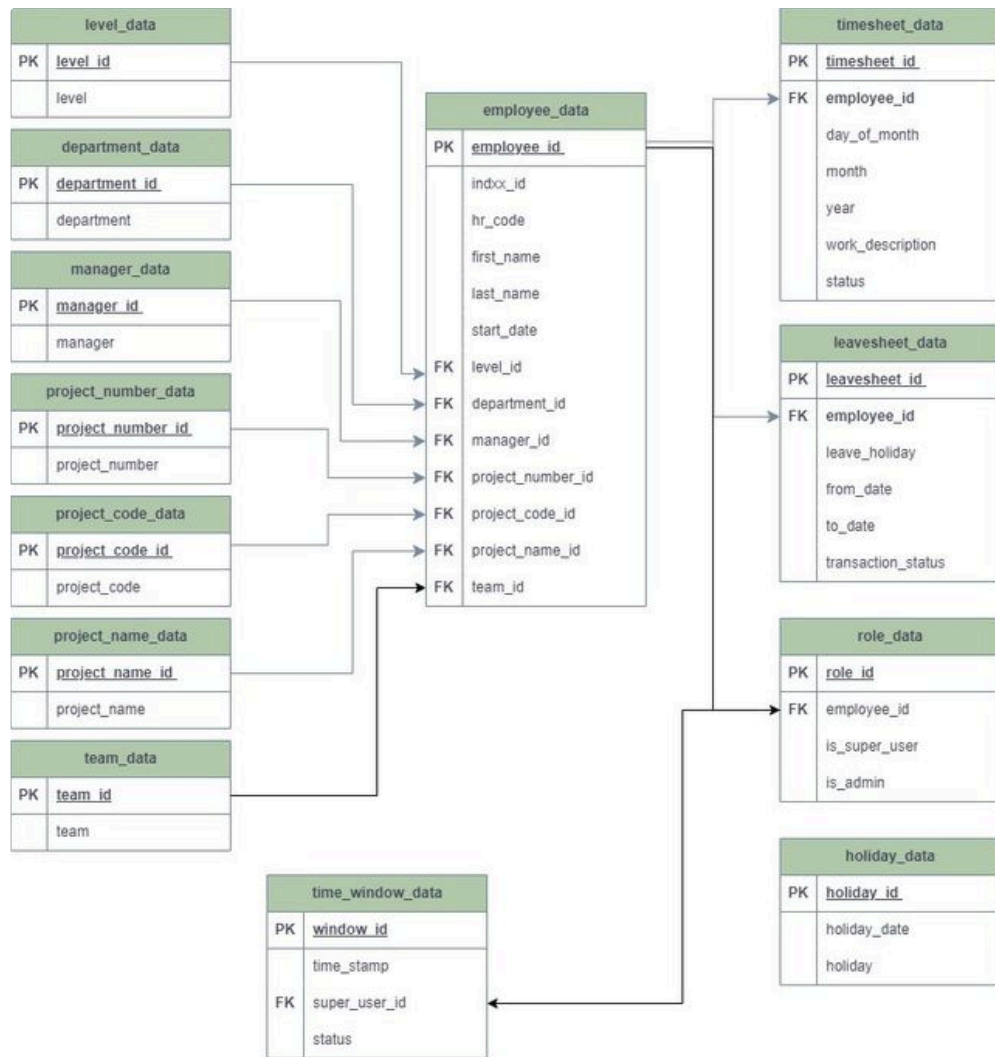 level_data
PK level_id
level
department_data
PK department_id
department
manager_data
PK manager_id
manager
project_number_data
PK project_number_id
project_number
project_code_data
PK project_code_id
project_code
project_name_data
PK project_name_id
project_name
team_data
PK team_id
team
employee_data
PK employee_id
indxx_id
hr_code
first_name
last_name
start_date
FK level_id
FK department_id
FK manager_id
FK project_number_id
FK project_code_id
FK project_name_id
FK team_id
time_window_data
PK window_id
time_stamp
FK super_user_id
status
timesheet_data
PK timesheet_id
FK employee_id
day_of_month
month
year
work_description
status
leavesheet_data
PK leavesheet_id
FK employee_id
leave_holiday
from_date
to_date
transaction_status
role_data
PK role_id
FK employee_id
is_super_user
is_admin
holiday_data
PK holiday_id
holiday_date
holiday